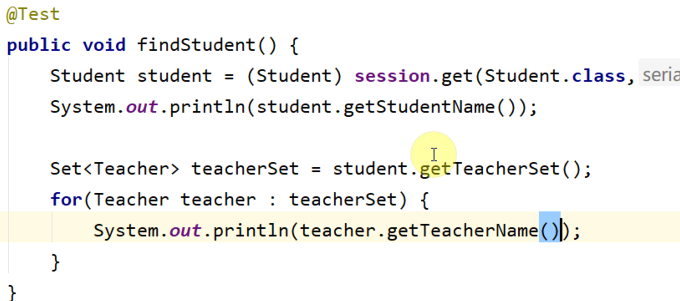 @Test
public void findStudent() {
Student student = (Student) session.get(Student.class,
System.out.println(student.getStudentName());
Set<Teacher> teacherSet = student.getTeacherSet();
for(Teacher teacher : teacherSet) {
System.out.println(teacher.getTeacherName());
}
}